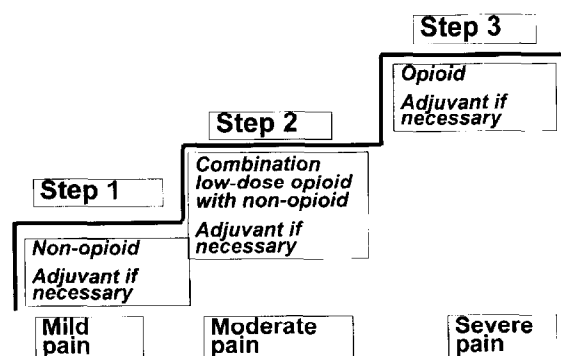 Step 1
Non-opioid
Adjuvant if
necessary
Mild
pain
Step 2
Combination
low-dose opioid
with non-opioid
Adjuvant if
necessary
Moderate
pain
Step 3
Opioid
Adjuvant if
necessary
Severe
pain